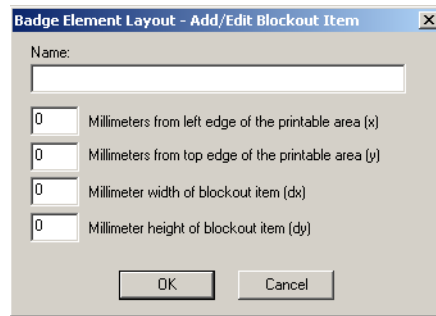 Badge Element Layout - Add/Edit Blockout Item
Name:
0 Millimeters from left edge of the printable area (x)
0 Millimeters from top edge of the printable area (y)
0 Millimeter width of blockout item (dx)
0 Millimeter height of blockout item (dy)
OK Cancel